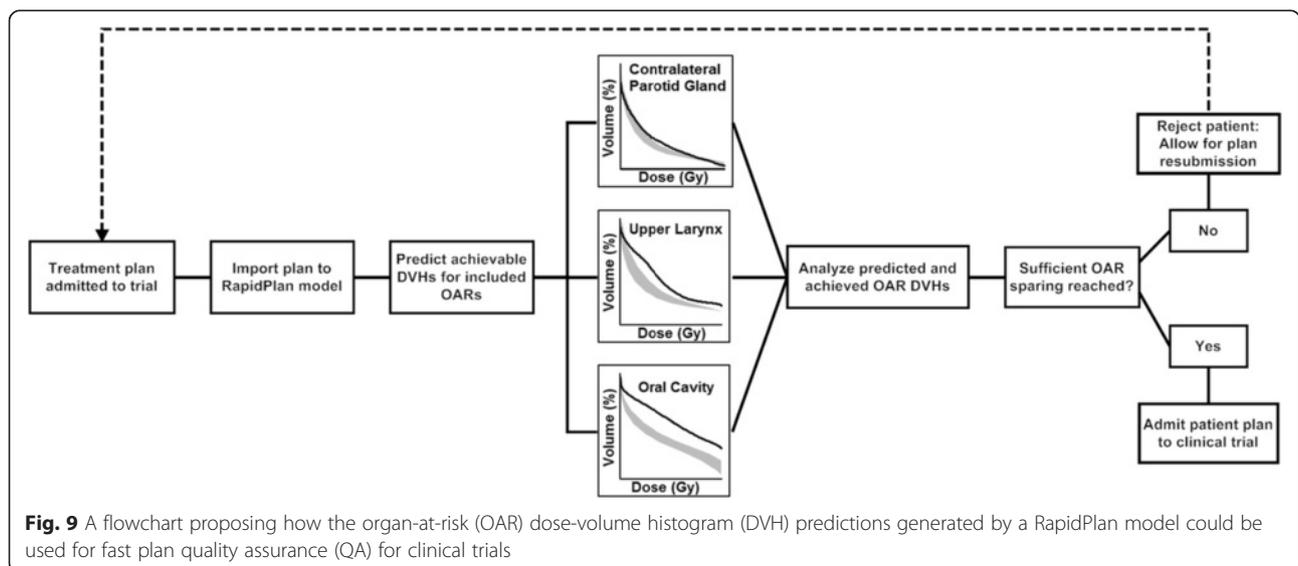 Contralateral
Parotid Gland
Volume (%)
Dose (Gy)
Upper Larynx
Volume (%)
Dose (Gy)
Oral Cavity
Volume (%)
Dose (Gy)
Treatment plan
admitted to trial
Import plan to
RapidPlan model
Predict achievable
DVHs for included
OARs
Analyze predicted and
achieved OAR DVHs
Sufficient OAR
sparing reached?
Reject patient:
Allow for plan
resubmission
No
Yes
Admit patient plan
to clinical trial
Fig. 9 A flowchart proposing how the organ-at-risk (OAR) dose-volume histogram (DVH) predictions generated by a RapidPlan model could be
used for fast plan quality assurance (QA) for clinical trials